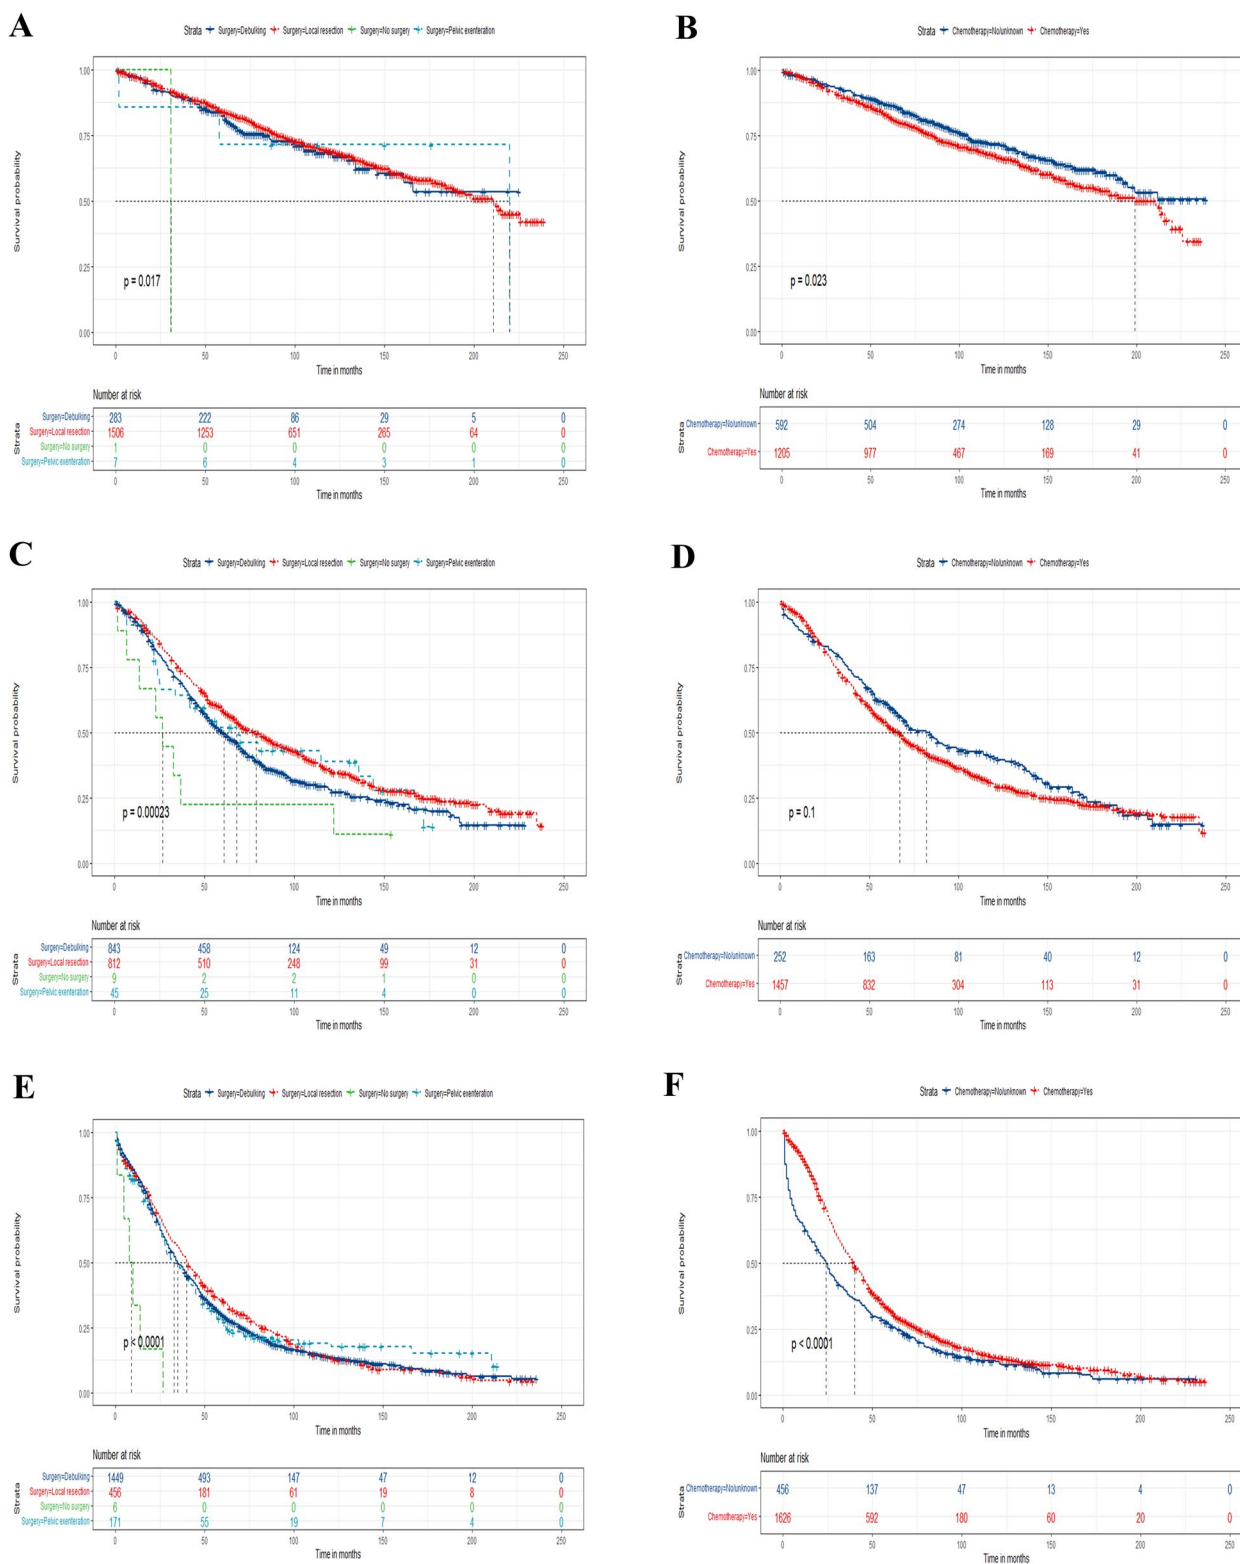 A
Strata Surgery=Debulking Surgery=Local resection Surgery=No surgery Surgery=Pelvic exenteration
1.00
0.75
0.50
0.25
0.00
Survival probability
p = 0.017
0 50 100 150 200 250
Time in months
Number at risk
Strata
Surgery=Debulking 283 222 86 29 5 0
Surgery=Local resection 1506 1253 651 265 64 0
Surgery=No surgery 1 0 0 0 0 0
Surgery=Pelvic exenteration 7 6 4 3 1 0
0 50 100 150 200 250
Time in months
B
Strata Chemotherapy=No/unknown Chemotherapy=Yes
1.00
0.75
0.50
0.25
0.00
Survival probability
p = 0.023
0 50 100 150 200 250
Time in months
Number at risk
Strata
Chemotherapy=No/unknown 592 504 274 128 29 0
Chemotherapy=Yes 1205 977 467 169 41 0
0 50 100 150 200 250
Time in months
C
Strata Surgery=Debulking Surgery=Local resection Surgery=No surgery Surgery=Pelvic exenteration
1.00
0.75
0.50
0.25
0.00
Survival probability
p = 0.00023
0 50 100 150 200 250
Time in months
Number at risk
Strata
Surgery=Debulking 843 458 124 49 12 0
Surgery=Local resection 812 510 248 99 31 0
Surgery=No surgery 9 2 2 1 0 0
Surgery=Pelvic exenteration 45 25 11 4 0 0
0 50 100 150 200 250
Time in months
D
Strata Chemotherapy=No/unknown Chemotherapy=Yes
1.00
0.75
0.50
0.25
0.00
Survival probability
p = 0.1
0 50 100 150 200 250
Time in months
Number at risk
Strata
Chemotherapy=No/unknown 252 163 81 40 12 0
Chemotherapy=Yes 1457 832 304 113 31 0
0 50 100 150 200 250
Time in months
E
Strata Surgery=Debulking Surgery=Local resection Surgery=No surgery Surgery=Pelvic exenteration
1.00
0.75
0.50
0.25
0.00
Survival probability
p < 0.0001
0 50 100 150 200 250
Time in months
Number at risk
Strata
Surgery=Debulking 1449 493 147 47 12 0
Surgery=Local resection 456 181 61 19 8 0
Surgery=No surgery 6 0 0 0 0 0
Surgery=Pelvic exenteration 171 55 19 7 4 0
0 50 100 150 200 250
Time in months
F
Strata Chemotherapy=No/unknown Chemotherapy=Yes
1.00
0.75
0.50
0.25
0.00
Survival probability
p < 0.0001
0 50 100 150 200 250
Time in months
Number at risk
Strata
Chemotherapy=No/unknown 456 137 47 13 4 0
Chemotherapy=Yes 1626 592 180 60 20 0
0 50 100 150 200 250
Time in months